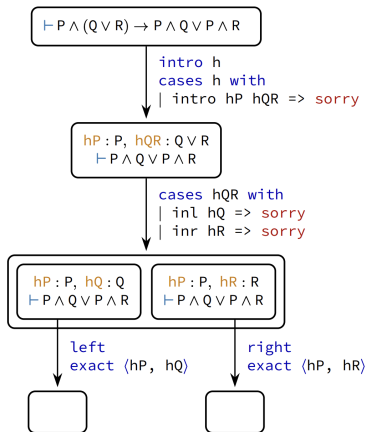 ⊢ P ∧ (Q ∨ R) → P ∧ Q ∨ P ∧ R
intro h
cases h with
| intro hP hQR => sorry
hP : P, hQR : Q ∨ R
⊢ P ∧ Q ∨ P ∧ R
cases hQR with
| inl hQ => sorry
| inr hR => sorry
hP : P, hQ : Q
⊢ P ∧ Q ∨ P ∧ R
hP : P, hR : R
⊢ P ∧ Q ∨ P ∧ R
left
exact ⟨hP, hQ⟩
right
exact ⟨hP, hR⟩